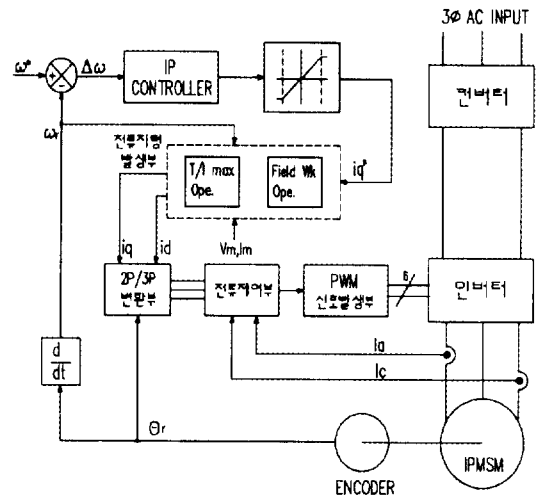 3Ø AC INPUT
ω*
+
-
Δω
IP
CONTROLLER
컨버터
ωr
전류지령
발생부
T/I max
Ope.
Field Wk
Ope.
iq*
iq
id
Vm,Im
2P/3P
변환부
전류제어부
PWM
신호발생부
6
인버터
Ia
Ic
d
dt
Θr
ENCODER
IPMSM